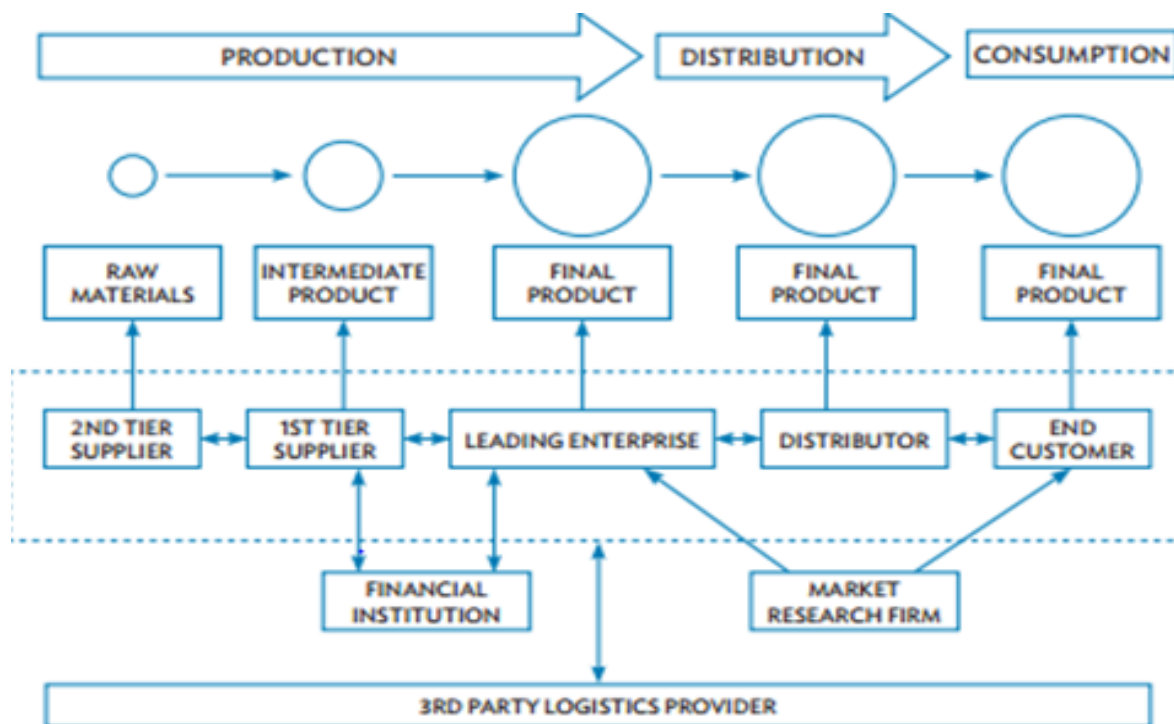 PRODUCTION
DISTRIBUTION
CONSUMPTION
RAW
MATERIALS
INTERMEDIATE
PRODUCT
FINAL
PRODUCT
FINAL
PRODUCT
FINAL
PRODUCT
2ND TIER
SUPPLIER
1ST TIER
SUPPLIER
LEADING ENTERPRISE
DISTRIBUTOR
END
CUSTOMER
FINANCIAL
INSTITUTION
MARKET
RESEARCH FIRM
3RD PARTY LOGISTICS PROVIDER